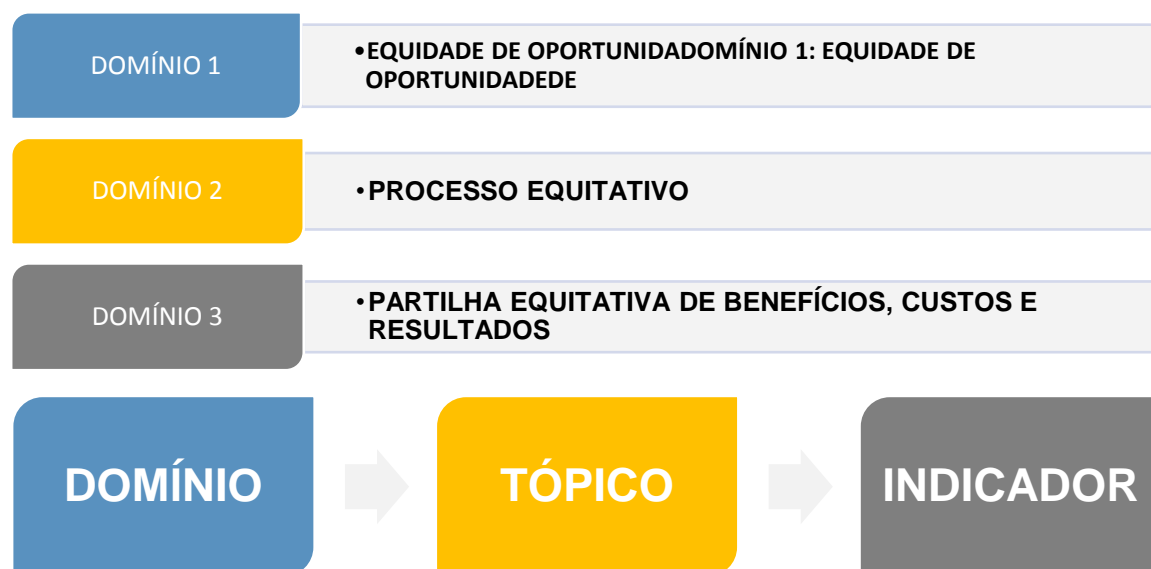 DOMÍNIO 1
•EQUIDADE DE OPORTUNIDADOMÍNIO 1: EQUIDADE DE
OPORTUNIDADEDE
DOMÍNIO 2
•PROCESSO EQUITATIVO
DOMÍNIO 3
•PARTILHA EQUITATIVA DE BENEFÍCIOS, CUSTOS E
RESULTADOS
DOMÍNIO
TÓPICO
INDICADOR